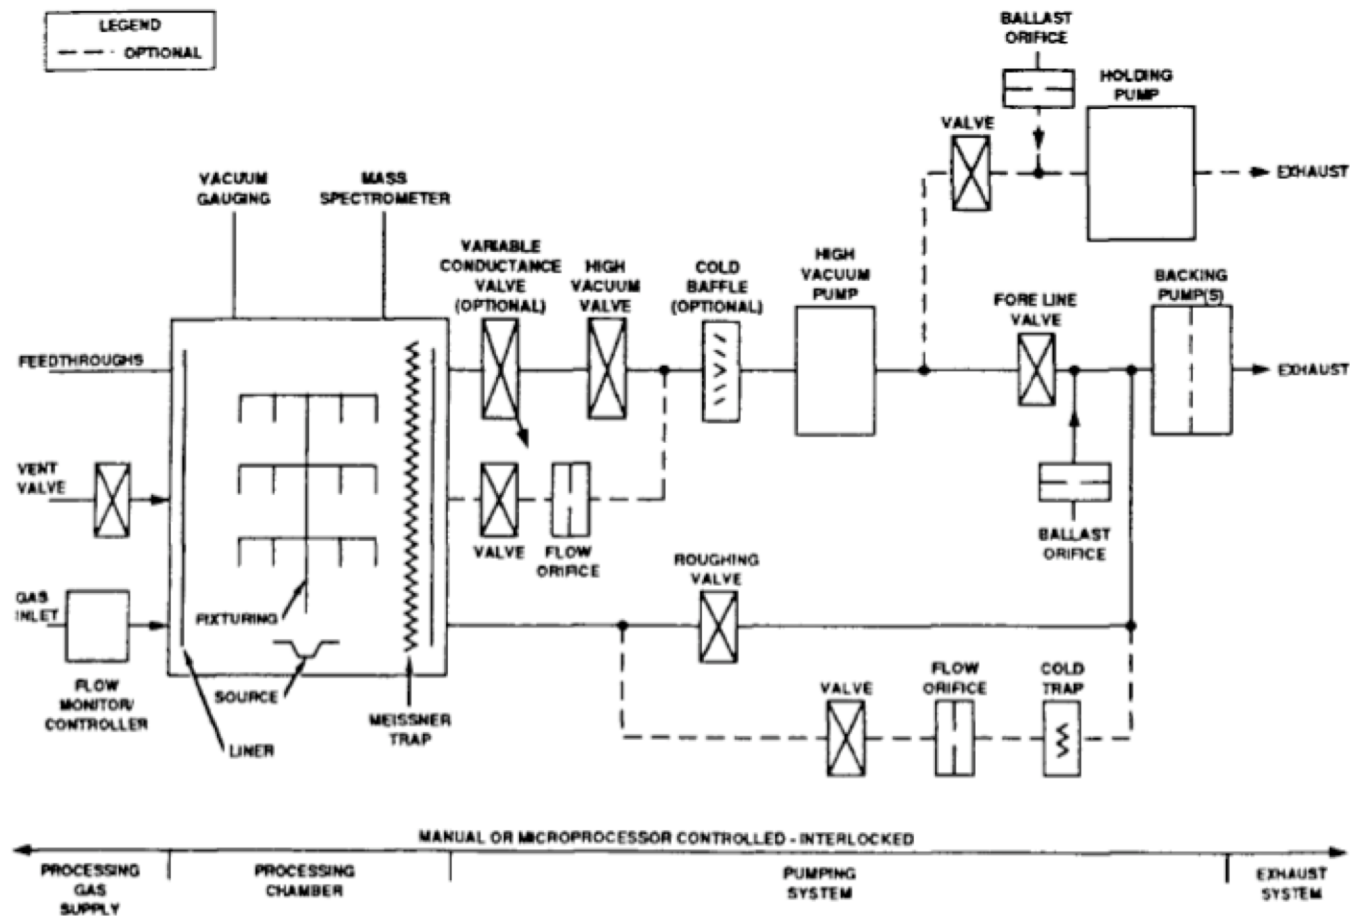 LEGEND
OPTIONAL
BALLAST
ORIFICE
HOLDING
PUMP
VALVE
EXHAUST
VACUUM
GAUGING
MASS
SPECTROMETER
VARIABLE
CONDUCTANCE
VALVE
(OPTIONAL)
HIGH
VACUUM
VALVE
COLD
BAFFLE
(OPTIONAL)
HIGH
VACUUM
PUMP
FORE LINE
VALVE
BACKING
PUMP(S)
EXHAUST
FEEDTHROUGHS
VENT
VALVE
VALVE
FLOW
ORIFICE
BALLAST
ORIFICE
ROUGHING
VALVE
GAS
INLET
FLOW
MONITOR/
CONTROLLER
FIXTURING
SOURCE
LINER
MEISSNER
TRAP
VALVE
FLOW
ORIFICE
COLD
TRAP
MANUAL OR MICROPROCESSOR CONTROLLED - INTERLOCKED
PROCESSING
GAS
SUPPLY
PROCESSING
CHAMBER
PUMPING
SYSTEM
EXHAUST
SYSTEM